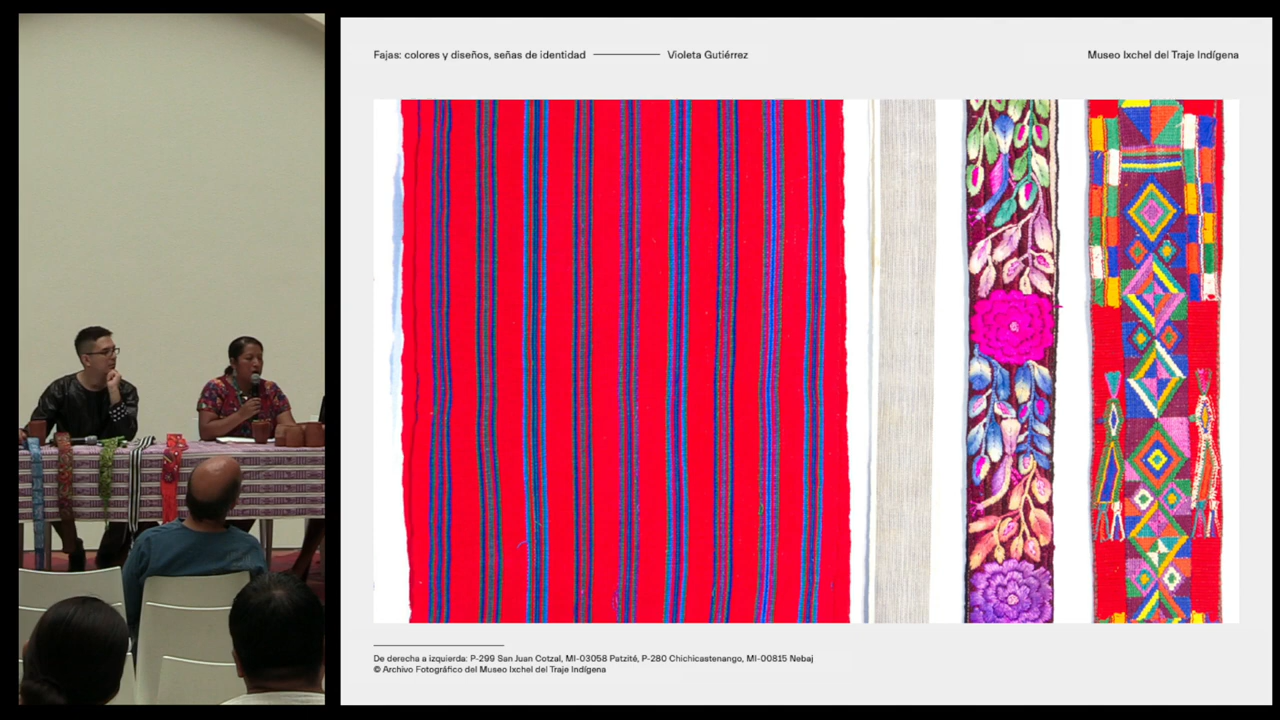 Fajas: colores y diseños, señas de identidad
Violeta Gutiérrez
Museo Ixchel del Traje Indígena
De derecha a izquierda: P-299 San Juan Cotzal, MI-03058 Patzité, P-280 Chichicastenango, MI-00815 Nebaj
© Archivo Fotográfico del Museo Ixchel del Traje Indígena